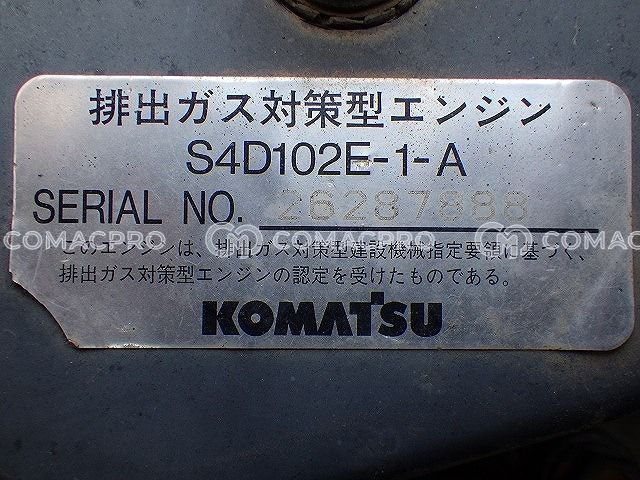 排出ガス対策型エンジン
S4D102E-1-A
SERIAL NO. 26287898
COMACPRO COMACPRO COMACPRO
このエンジンは、排出ガス対策型建設機械指定要領に基づく、
排出ガス対策型エンジンの認定を受けたものである。
KOMATSU